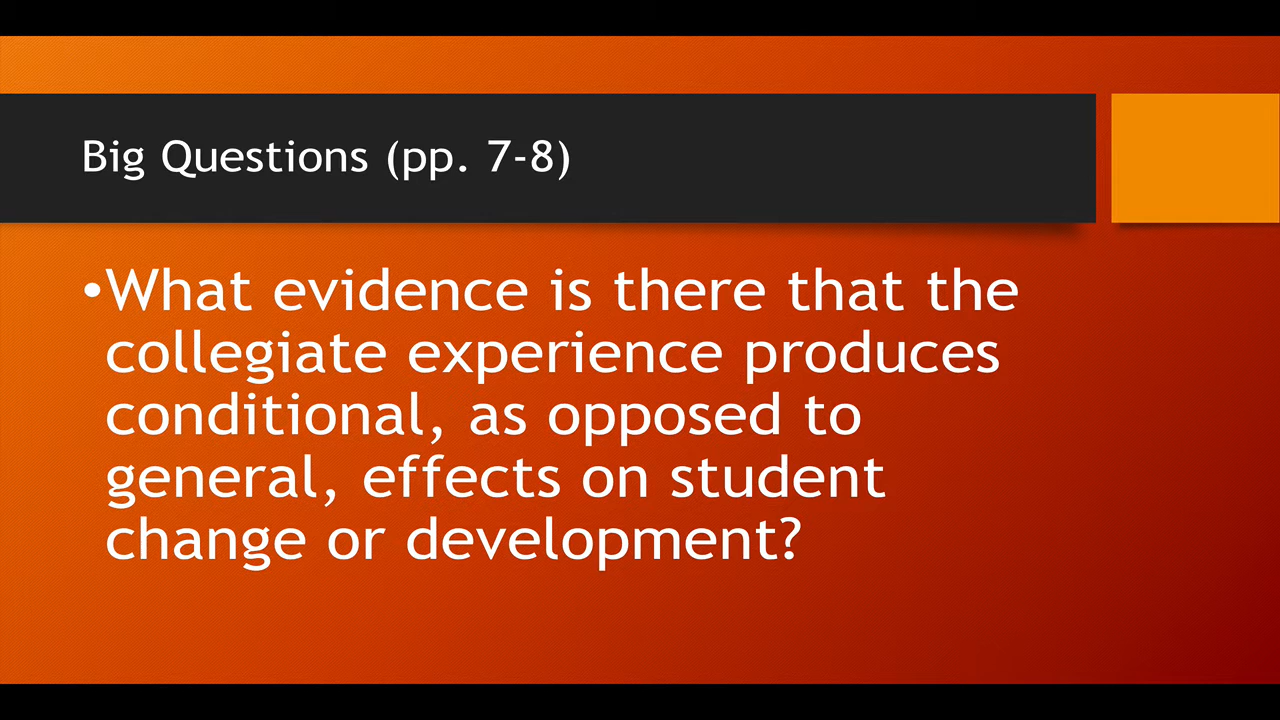 Big Questions (pp. 7-8)
•What evidence is there that the
collegiate experience produces
conditional, as opposed to
general, effects on student
change or development?